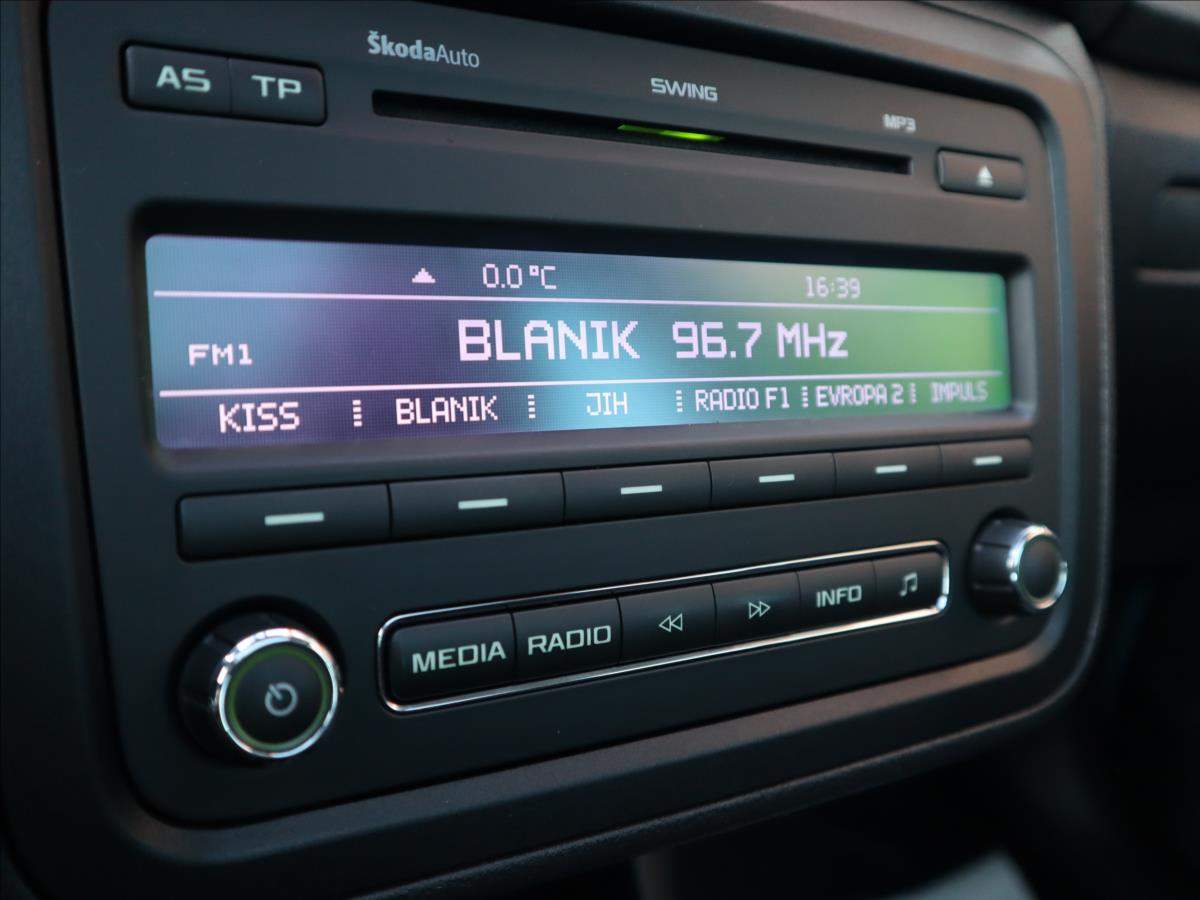 ŠkodaAuto
SWING
MP3
AS TP
0.0°C 16:39
FM1 BLANIK 96.7 MHz
KISS BLANIK JIH RADIO F1 EVROPA 2 IMPULS
MEDIA RADIO INFO